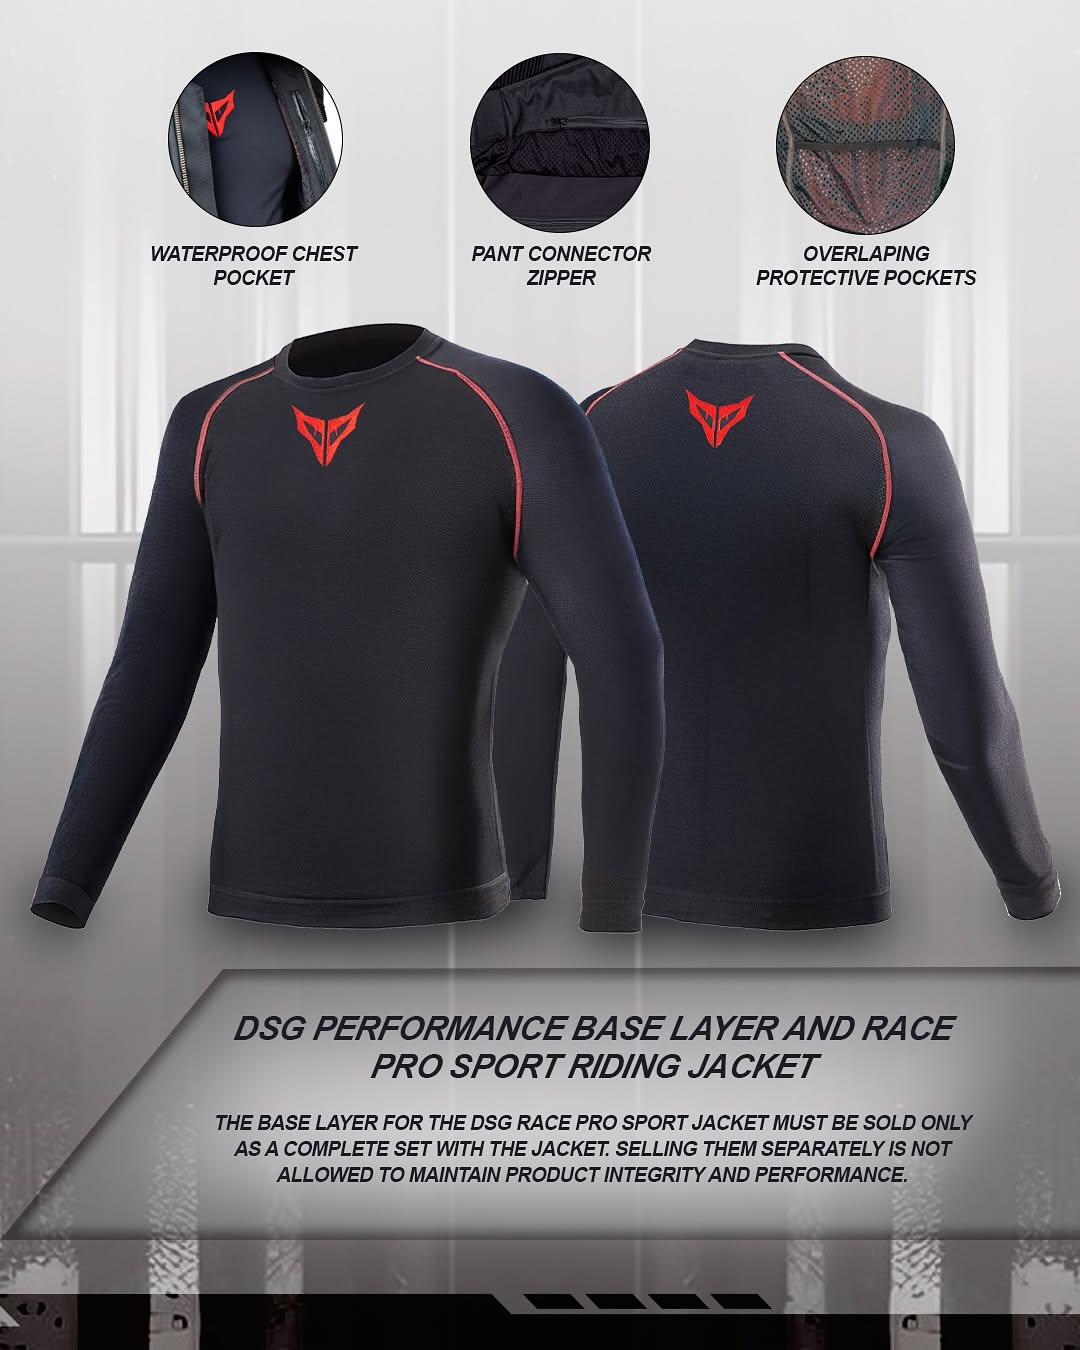 WATERPROOF CHEST
POCKET
PANT CONNECTOR
ZIPPER
OVERLAPING
PROTECTIVE POCKETS
DSG PERFORMANCE BASE LAYER AND RACE
PRO SPORT RIDING JACKET
THE BASE LAYER FOR THE DSG RACE PRO SPORT JACKET MUST BE SOLD ONLY
AS A COMPLETE SET WITH THE JACKET. SELLING THEM SEPARATELY IS NOT
ALLOWED TO MAINTAIN PRODUCT INTEGRITY AND PERFORMANCE.